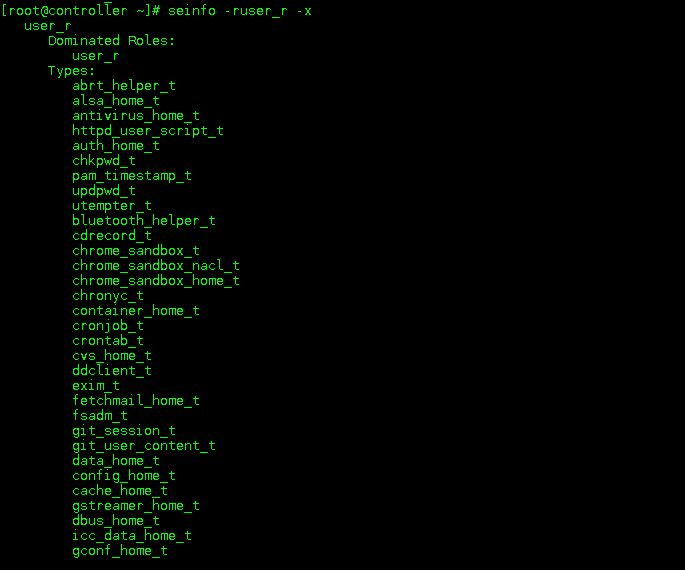 [root@controller ~]# seinfo -ruser_r -x
user_r
Dominated Roles:
user_r
Types:
abrt_helper_t
alsa_home_t
antivirus_home_t
httpd_user_script_t
auth_home_t
chkpwd_t
pam_timestamp_t
updpwd_t
utempter_t
bluetooth_helper_t
cdrecord_t
chrome_sandbox_t
chrome_sandbox_nacl_t
chrome_sandbox_home_t
chronyc_t
container_home_t
cronjob_t
crontab_t
cvs_home_t
ddclient_t
exim_t
fetchmail_home_t
fsadm_t
git_session_t
git_user_content_t
data_home_t
config_home_t
cache_home_t
gstreamer_home_t
dbus_home_t
icc_data_home_t
gconf_home_t